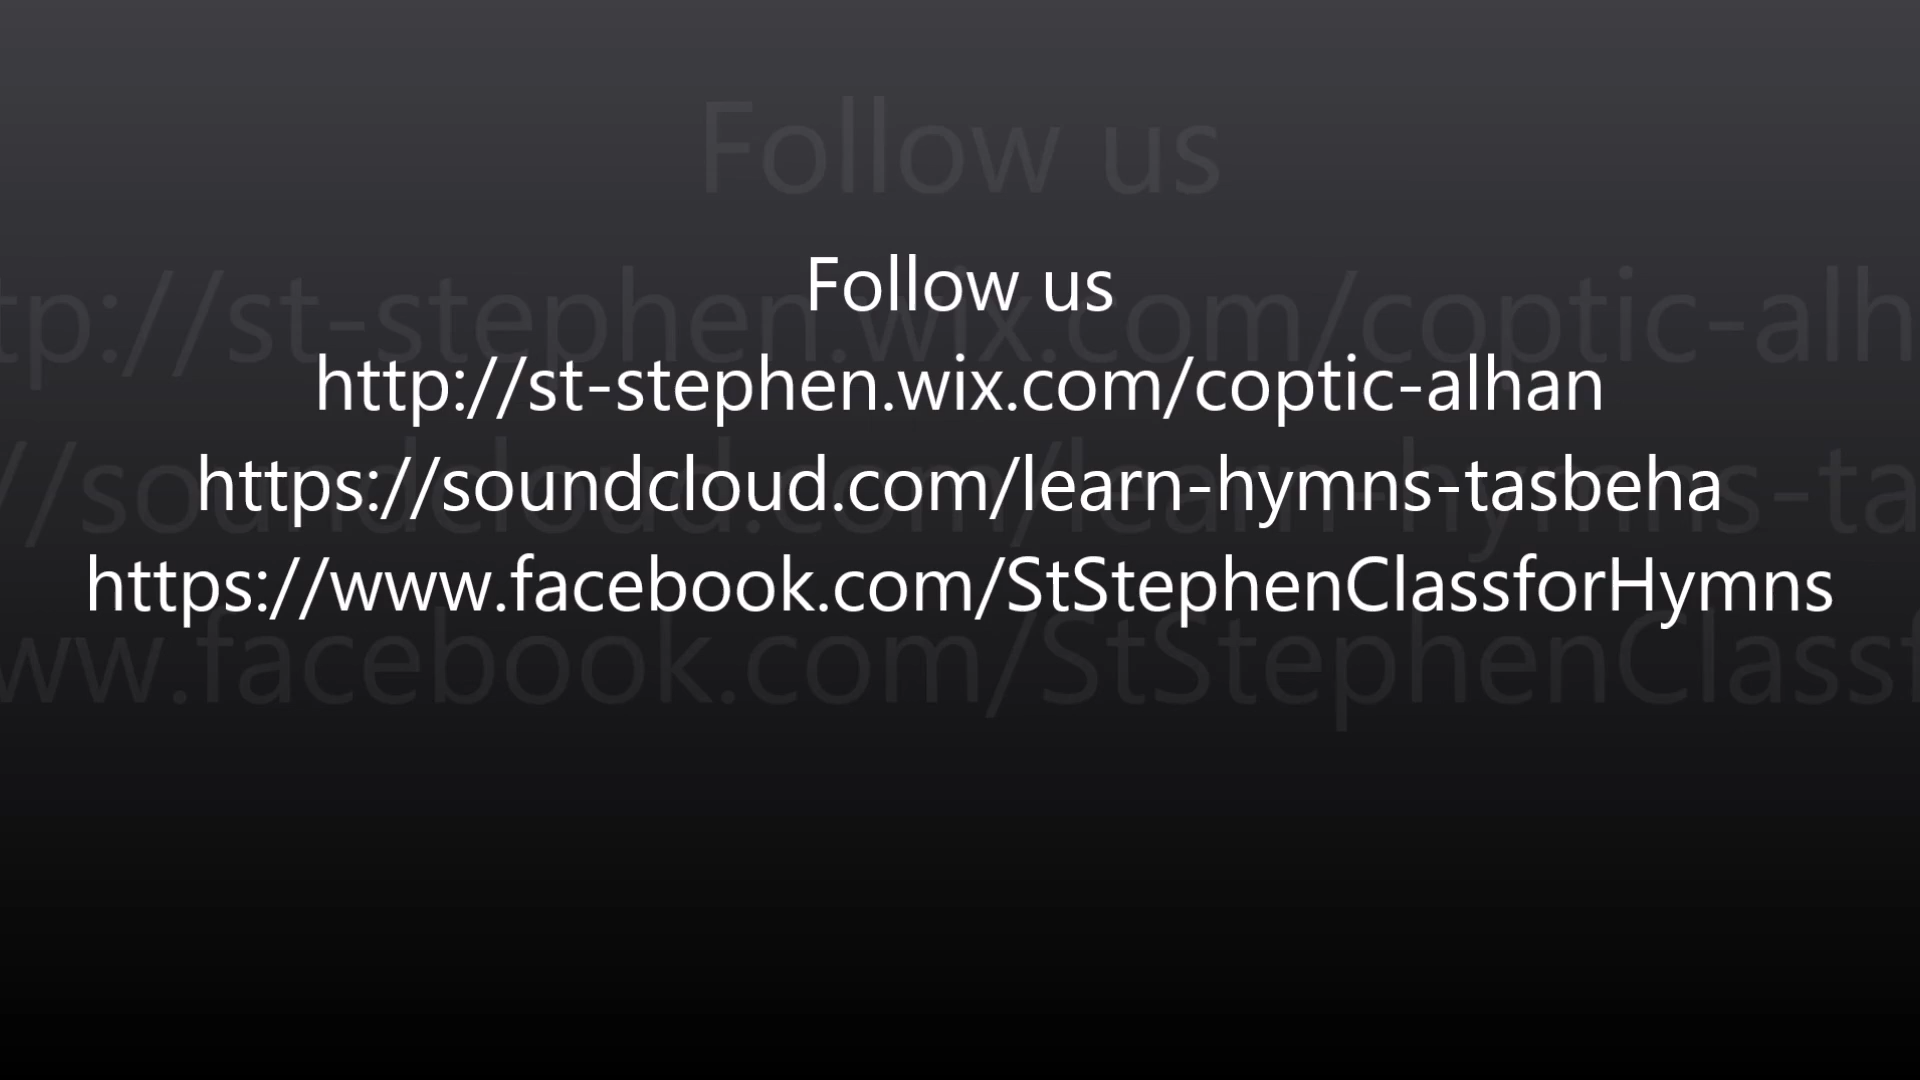 Follow us
http://st-stephen.wix.com/coptic-alhan
https://soundcloud.com/learn-hymns-tasbeha
https://www.facebook.com/StStephenClassforHymns